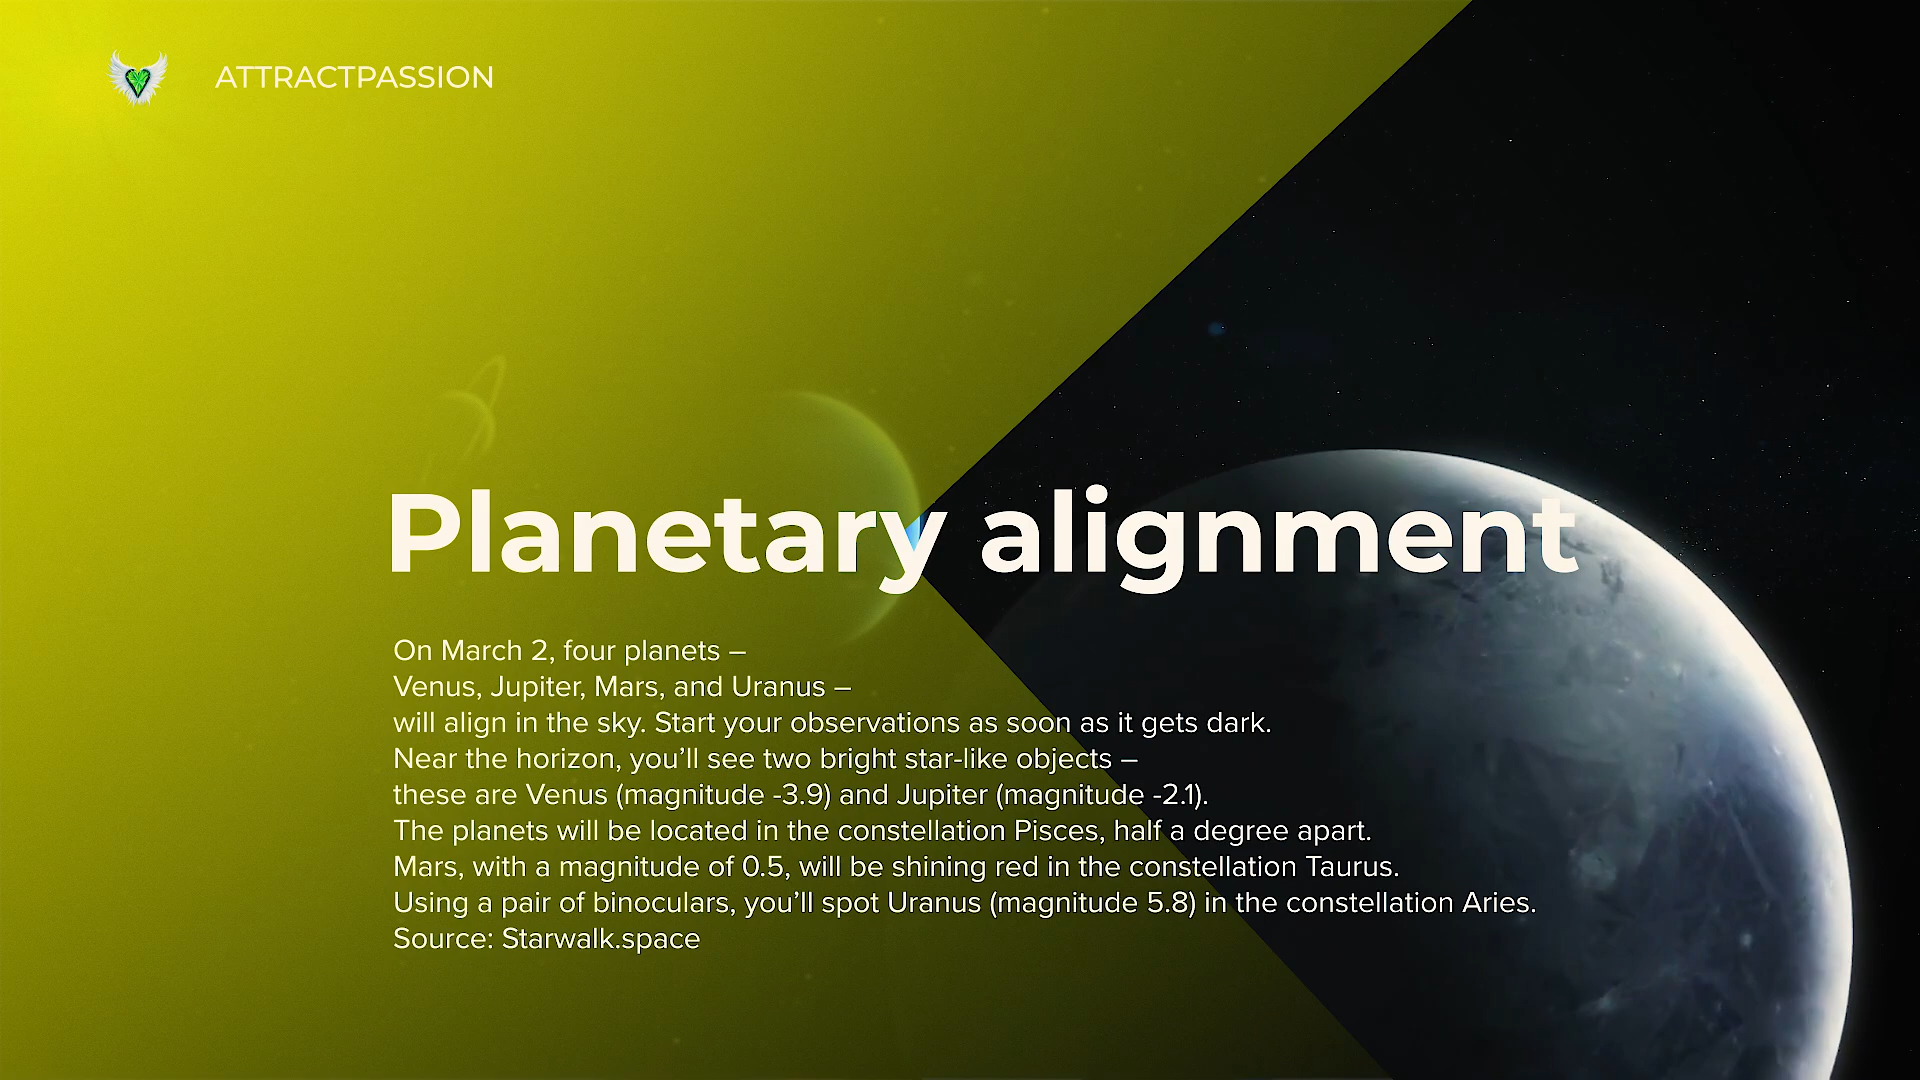 ATTRACTPASSION
Planetary alignment
On March 2, four planets –
Venus, Jupiter, Mars, and Uranus –
will align in the sky. Start your observations as soon as it gets dark.
Near the horizon, you’ll see two bright star-like objects –
these are Venus (magnitude -3.9) and Jupiter (magnitude -2.1).
The planets will be located in the constellation Pisces, half a degree apart.
Mars, with a magnitude of 0.5, will be shining red in the constellation Taurus.
Using a pair of binoculars, you’ll spot Uranus (magnitude 5.8) in the constellation Aries.
Source: Starwalk.space